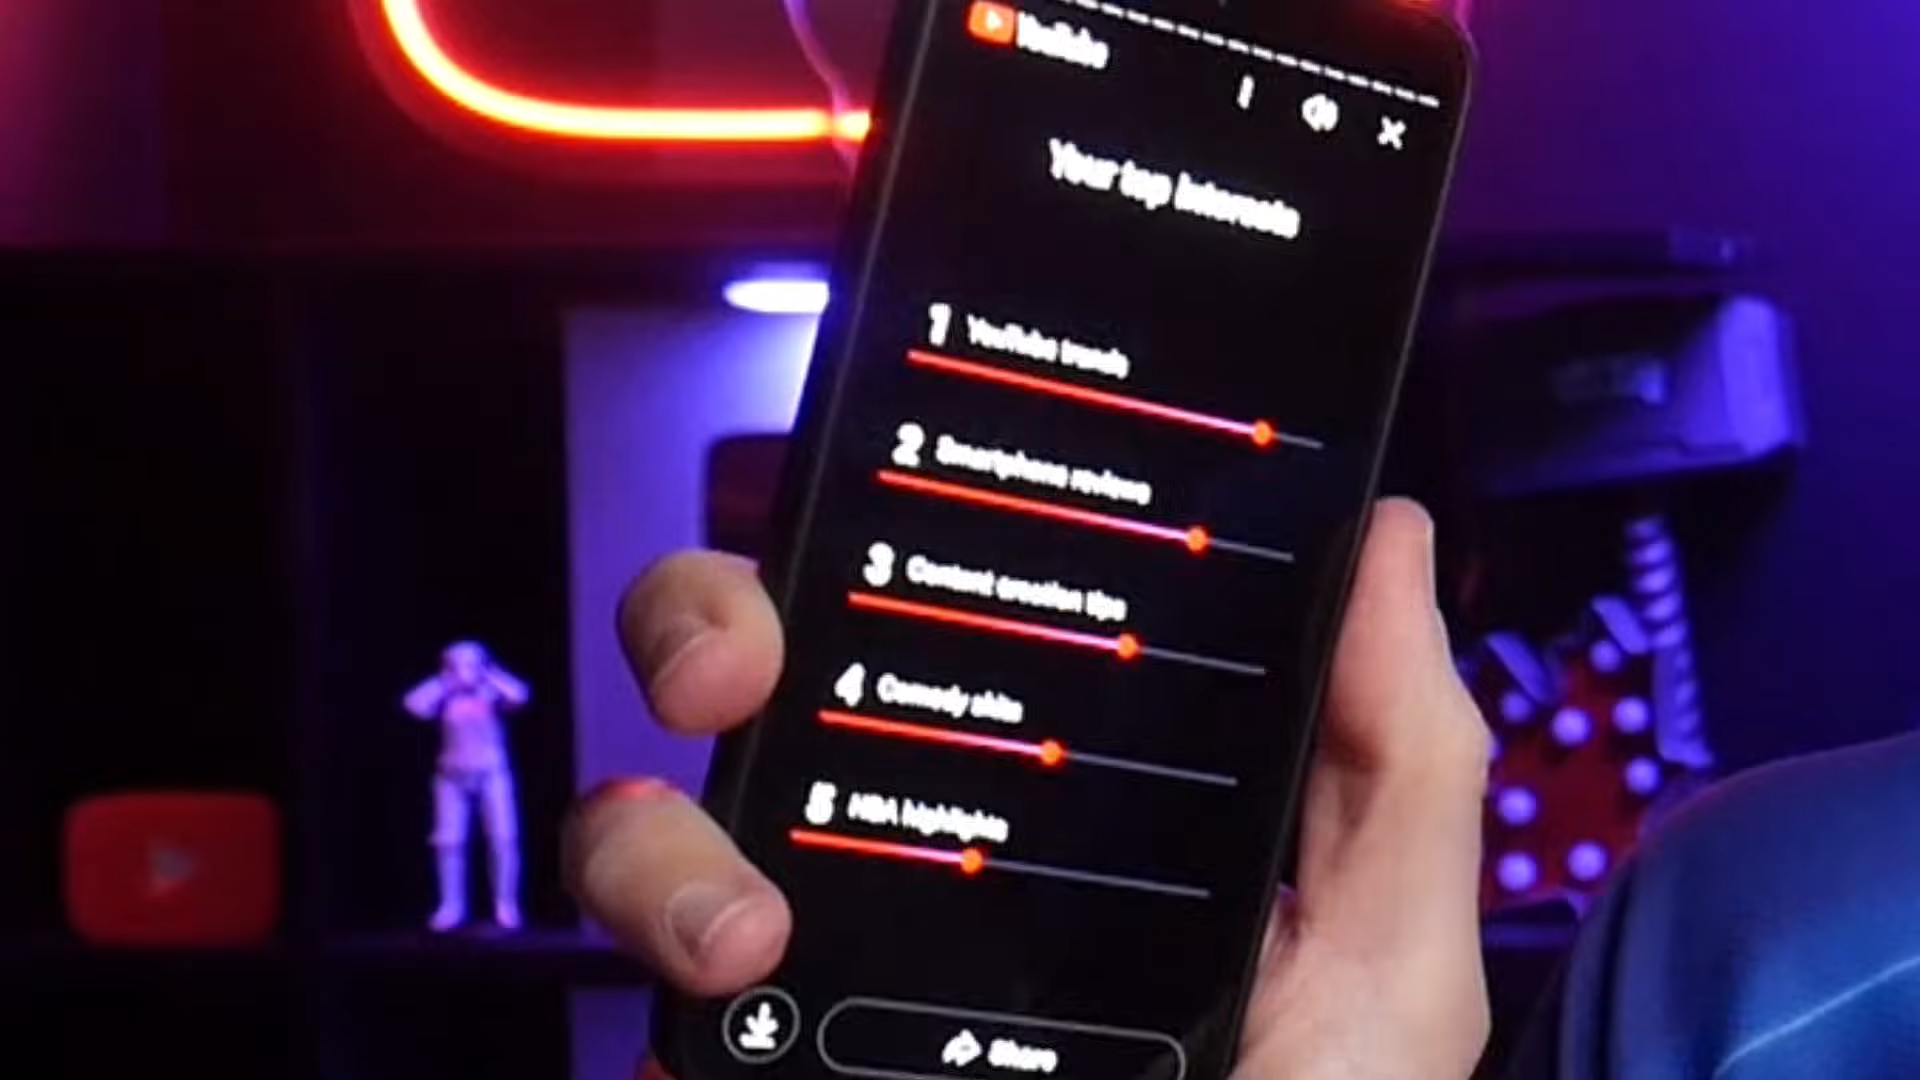 YouTube
Your top interests
1 YouTube trends
2 Smartphone reviews
3 Content creation tips
4 Comedy skits
5 NBA highlights
Share